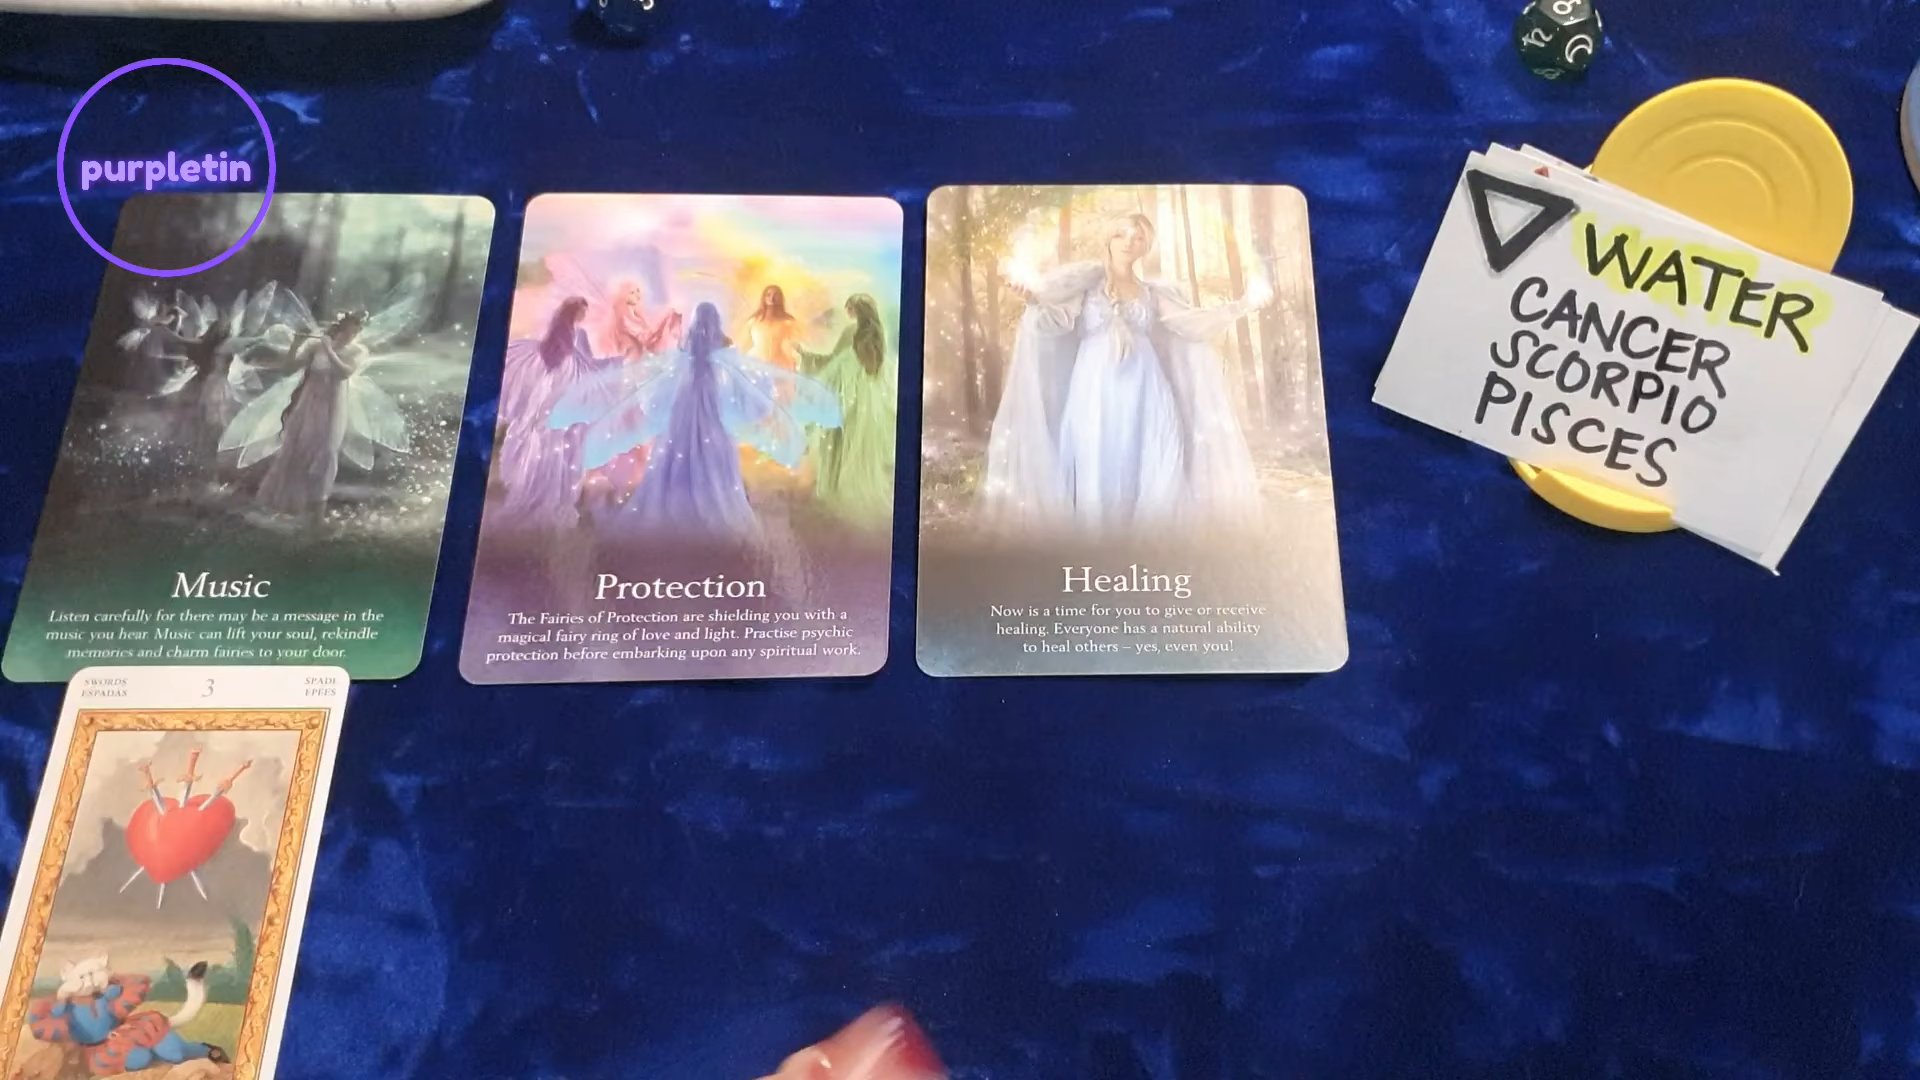 purpletin
Music
Listen carefully for there may be a message in the
music you hear. Music can lift your soul, rekindle
memories and charm fairies to your door.
Protection
The Fairies of Protection are shielding you with a
magical fairy ring of love and light. Practise psychic
protection before embarking upon any spiritual work.
Healing
Now is a time for you to give or receive
healing. Everyone has a natural ability
to heal others – yes, even you!
WATER
CANCER
SCORPIO
PISCES
SWORDS 3 SPADE
ESPADAS EPÉES